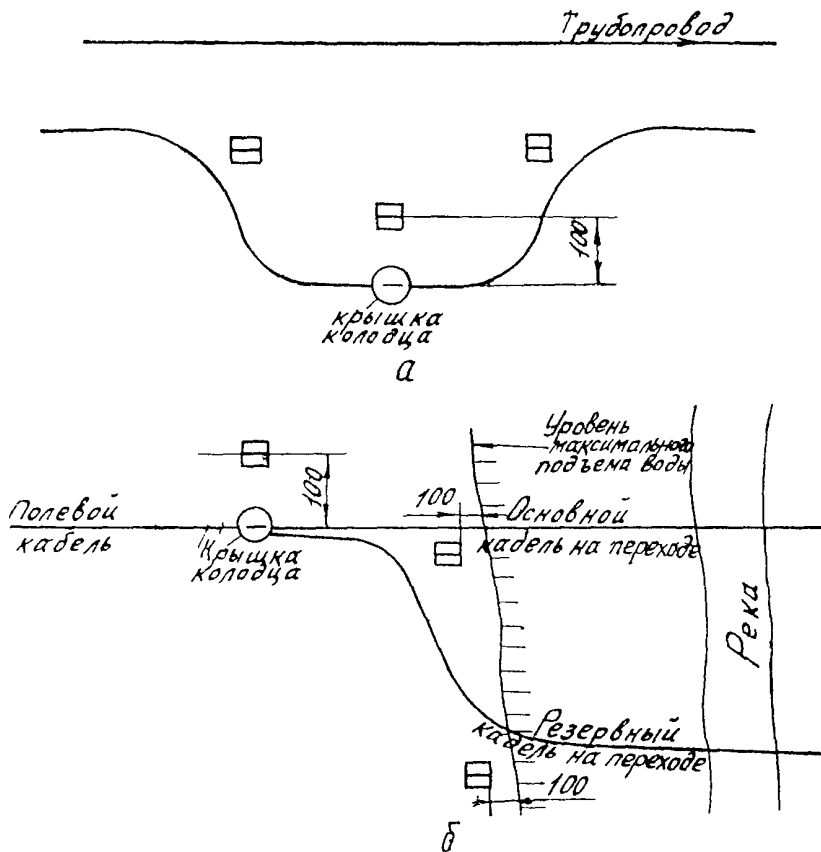 Трубопровод
100
крышка
колодца
а
Уровень
максимального
подъема воды
100
100
Полевой
кабель
Крышка
колодца
Основной
кабель на переходе
Река
Резервный
кабель на переходе
100
б